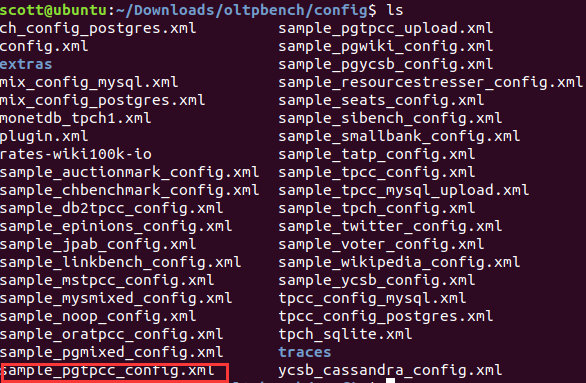 scott@ubuntu:~/Downloads/oltpbench/config$ ls
ch_config_postgres.xml sample_pgtpcc_upload.xml
config.xml sample_pgwiki_config.xml
extras sample_pgycsb_config.xml
mix_config_mysql.xml sample_resourcestresser_config.xml
mix_config_postgres.xml sample_seats_config.xml
monetdb_tpch1.xml sample_sibench_config.xml
plugin.xml sample_smallbank_config.xml
rates-wiki100k-io sample_tatp_config.xml
sample_auctionmark_config.xml sample_tpcc_config.xml
sample_chbenchmark_config.xml sample_tpcc_mysql_upload.xml
sample_db2tpcc_config.xml sample_tpch_config.xml
sample_epinions_config.xml sample_twitter_config.xml
sample_jpab_config.xml sample_voter_config.xml
sample_linkbench_config.xml sample_wikipedia_config.xml
sample_mstpcc_config.xml sample_ycsb_config.xml
sample_mysmixed_config.xml tpcc_config_mysql.xml
sample_noop_config.xml tpcc_config_postgres.xml
sample_oratpcc_config.xml tpch_sqlite.xml
sample_pgmixed_config.xml traces
sample_pgtpcc_config.xml ycsb_cassandra_config.xml